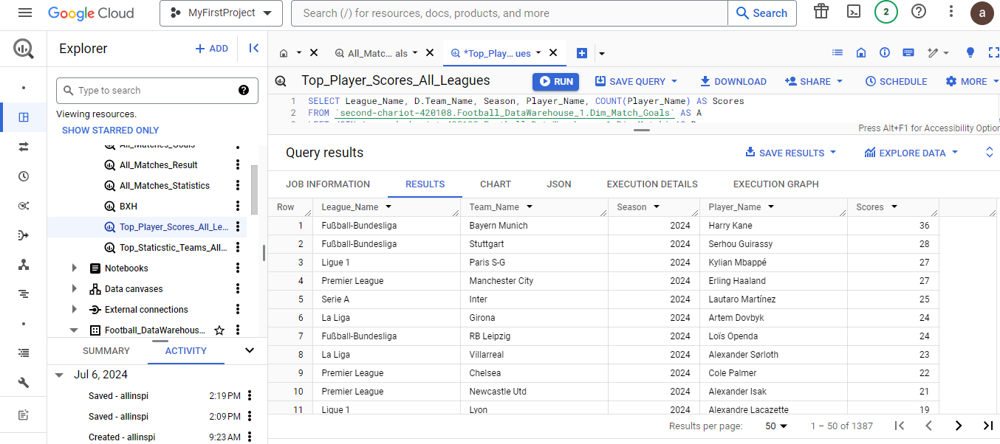 Google Cloud
MyFirstProject
Search (/) for resources, docs, products, and more
Search
2
a
Explorer
+ ADD
Type to search
Viewing resources.
SHOW STARRED ONLY
All_Matches_Goals
All_Matches_Result
All_Matches_Statistics
BXH
Top_Player_Scores_All_Le...
Top_Staticstic_Teams_All...
Notebooks
Data canvases
External connections
Football_DataWarehous...
SUMMARY ACTIVITY
Jul 6, 2024
Saved - allinspi 2:19 PM
Saved - allinspi 2:09 PM
Created - allinspi 9:23 AM
All_Matc... als
*Top_Play... ues
Top_Player_Scores_All_Leagues
RUN SAVE QUERY DOWNLOAD SHARE SCHEDULE MORE
1 SELECT League_Name, D.Team_Name, Season, Player_Name, COUNT(Player_Name) AS Scores
2 FROM `second-chariot-420108.Football_DataWarehouse_1.Dim_Match_Goals` AS A
Press Alt+F1 for Accessibility Option
Query results
SAVE RESULTS EXPLORE DATA
JOB INFORMATION RESULTS CHART JSON EXECUTION DETAILS EXECUTION GRAPH
Row League_Name Team_Name Season Player_Name Scores
1 Fußball-Bundesliga Bayern Munich 2024 Harry Kane 36
2 Fußball-Bundesliga Stuttgart 2024 Serhou Guirassy 28
3 Ligue 1 Paris S-G 2024 Kylian Mbappé 27
4 Premier League Manchester City 2024 Erling Haaland 27
5 Serie A Inter 2024 Lautaro Martínez 25
6 La Liga Girona 2024 Artem Dovbyk 24
7 Fußball-Bundesliga RB Leipzig 2024 Loïs Openda 24
8 La Liga Villarreal 2024 Alexander Sørloth 23
9 Premier League Chelsea 2024 Cole Palmer 22
10 Premier League Newcastle Utd 2024 Alexander Isak 21
11 Ligue 1 Lyon 2024 Alexandre Lacazette 19
Results per page: 50 1 – 50 of 1387